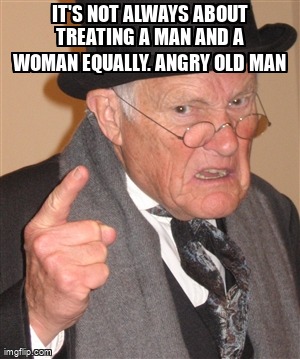 IT'S NOT ALWAYS ABOUT
TREATING A MAN AND A
WOMAN EQUALLY. ANGRY OLD MAN
imgflip.com